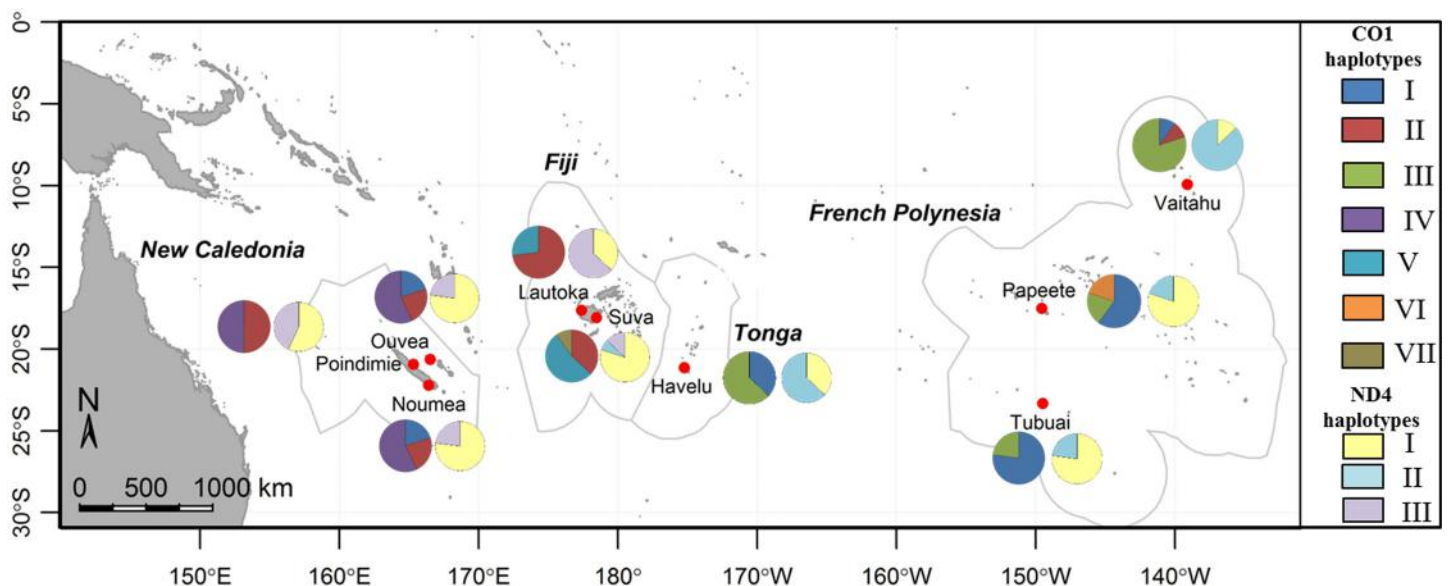 0°
5°S
10°S
15°S
20°S
25°S
30°S
New Caledonia
Fiji
Tonga
French Polynesia
Lautoka
Suva
Ouvea
Poindimie
Noumea
Havelu
Vaitahu
Papeete
Tubuai
N
0 500 1000 km
150°E 160°E 170°E 180° 170°W 160°W 150°W 140°W
CO1
haplotypes
I
II
III
IV
V
VI
VII
ND4
haplotypes
I
II
III